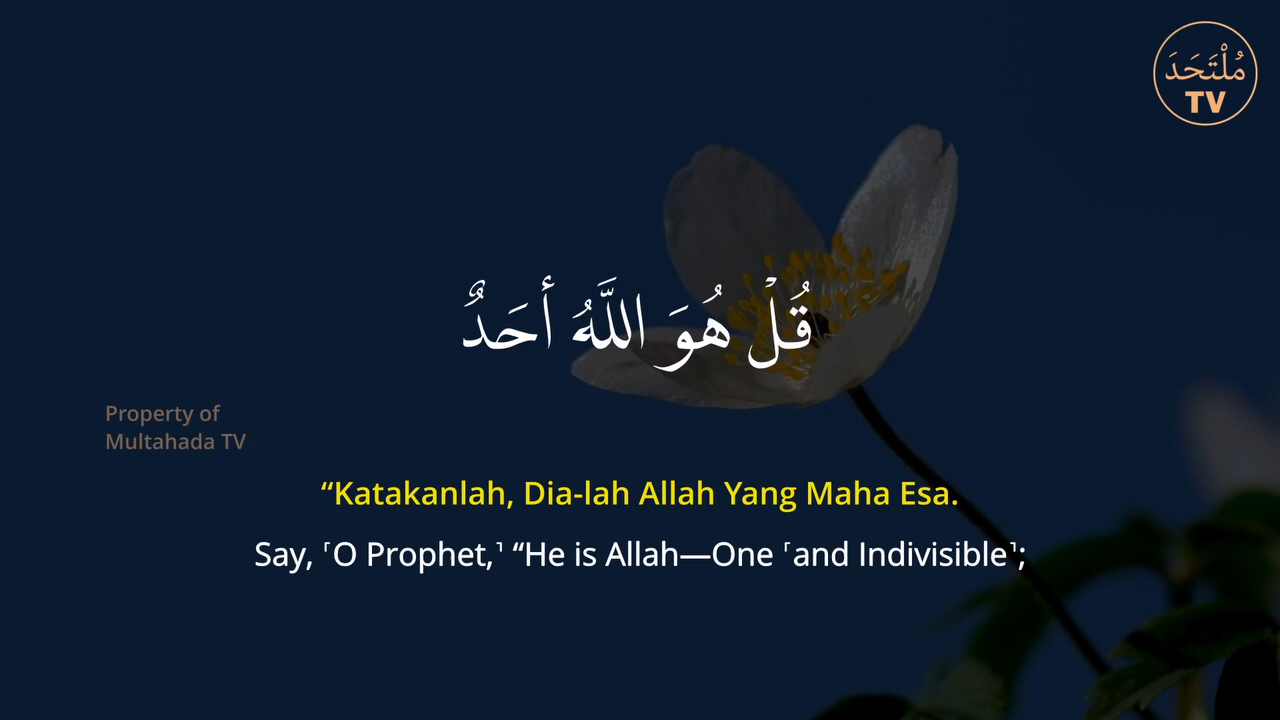 مُلْتَحَدَ
TV
قُلْ هُوَ اللَّهُ أَحَدٌ
Property of
Multahada TV
“Katakanlah, Dia-lah Allah Yang Maha Esa.
Say, ˹O Prophet,˺ “He is Allah—One ˹and Indivisible˺;